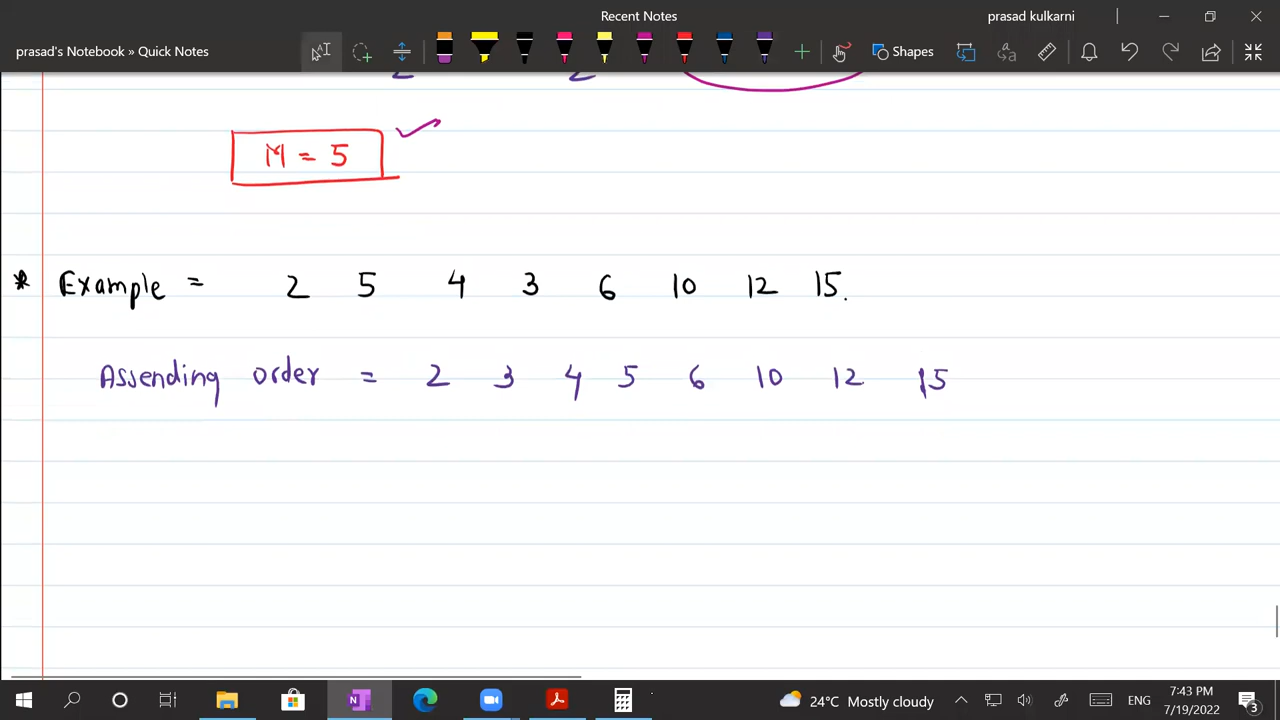 Recent Notes
prasad kulkarni
prasad's Notebook » Quick Notes
Shapes
M = 5
* Example = 2 5 4 3 6 10 12 15.
Assending order = 2 3 4 5 6 10 12 15
24°C Mostly cloudy
ENG
7:43 PM
7/19/2022
3